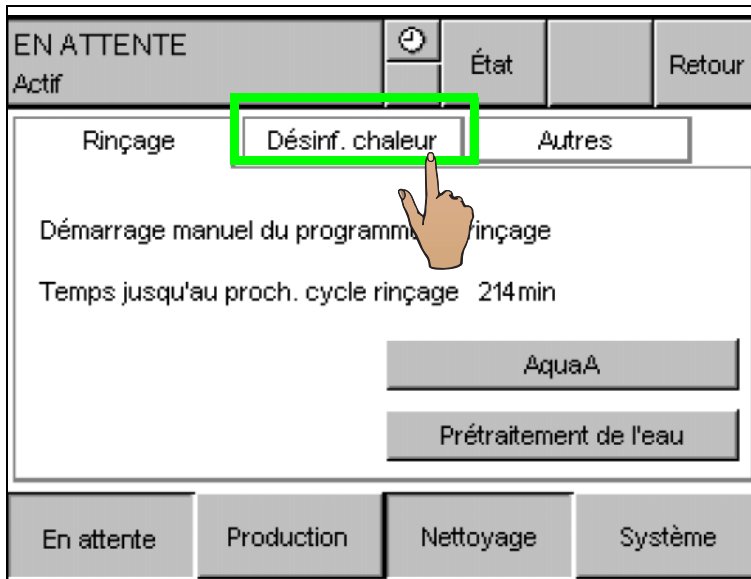 EN ATTENTE
Actif
État
Retour
Rinçage
Désinf. chaleur
Autres
Démarrage manuel du programm rinçage
Temps jusqu'au proch. cycle rinçage 214 min
AquaA
Prétraitement de l'eau
En attente
Production
Nettoyage
Système